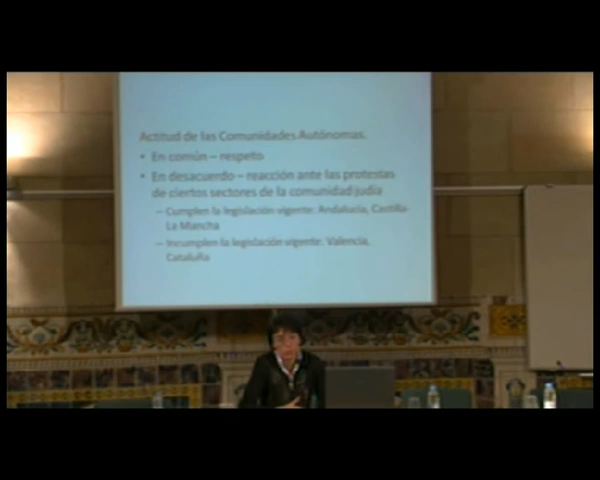 Actitud de las Comunidades Autónomas.
• En común – respeto
• En desacuerdo – reacción ante las protestas
de ciertos sectores de la comunidad judía
– Cumplen la legislación vigente: Andalucía, Castilla-
La Mancha
– Incumplen la legislación vigente: Valencia,
Cataluña